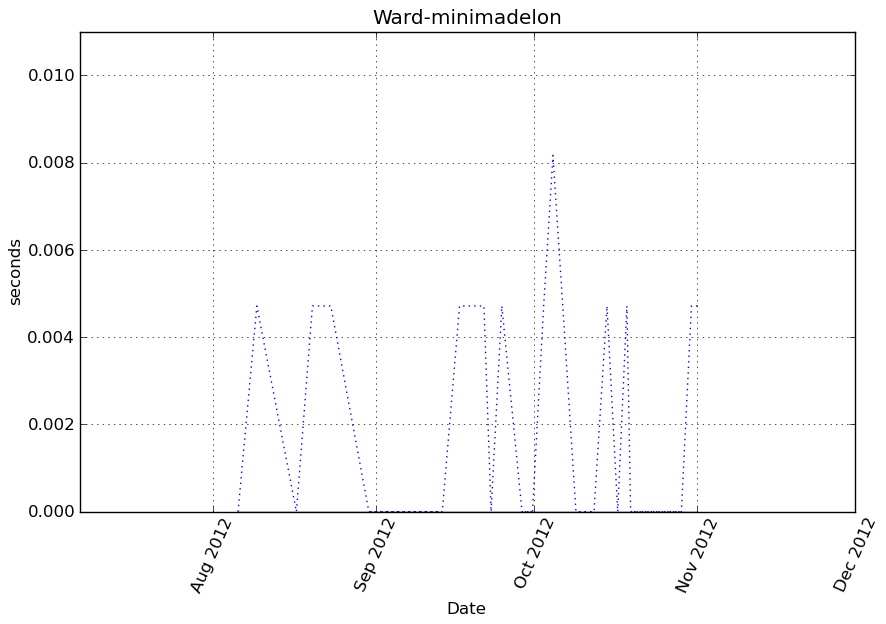 Ward-minimadelon
0.010
0.008
0.006
0.004
0.002
0.000
seconds
Aug 2012
Sep 2012
Oct 2012
Nov 2012
Dec 2012
Date